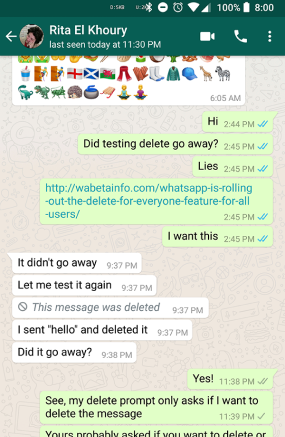 0:5KB U:3 100% 8:00
Rita El Khoury
last seen today at 11:30 PM
6:05 AM
Hi 2:44 PM
Did testing delete go away? 2:45 PM
Lies 2:45 PM
http://wabetainfo.com/whatsapp-is-rolling
-out-the-delete-for-everyone-feature-for-all
-users/
2:45 PM
I want this 2:45 PM
It didn't go away 9:37 PM
Let me test it again 9:37 PM
This message was deleted 9:37 PM
I sent "hello" and deleted it 9:37 PM
Did it go away? 9:38 PM
Yes! 11:38 PM
See, my delete prompt only asks if I want to
delete the message 11:39 PM
Yours probably asked if you want to delete or